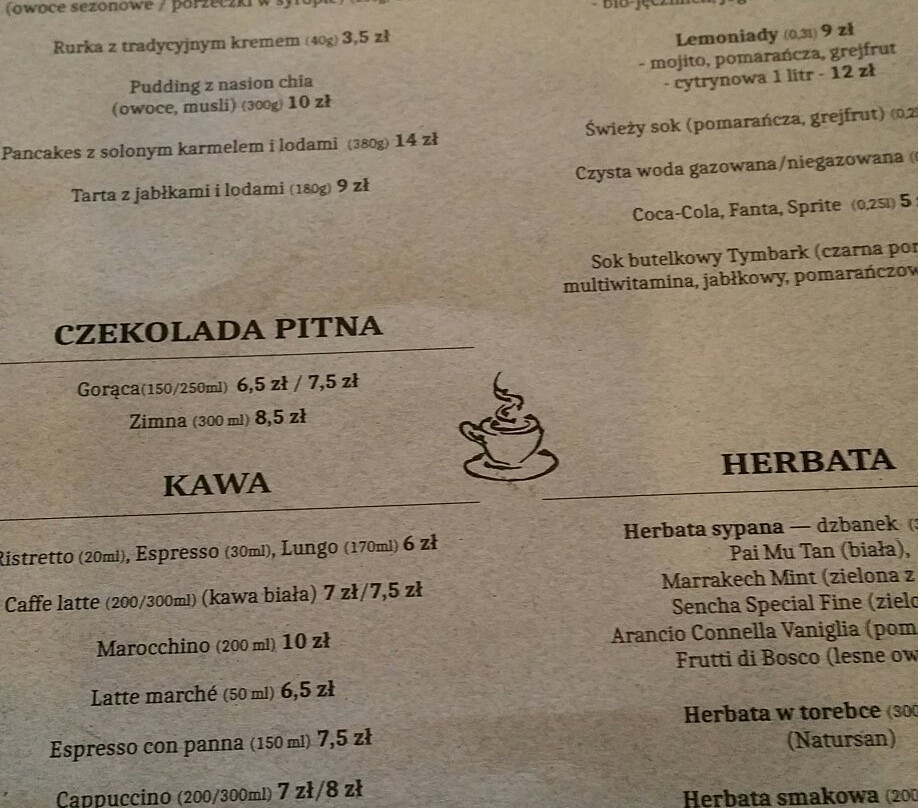 (owoce sezonowe / porzeczki w syropie)
Rurka z tradycyjnym kremem (40g) 3,5 zł
Pudding z nasion chia
(owoce, musli) (300g) 10 zł
Pancakes z solonym karmelem i lodami (380g) 14 zł
Tarta z jabłkami i lodami (180g) 9 zł
CZEKOLADA PITNA
Gorąca(150/250ml) 6,5 zł / 7,5 zł
Zimna (300 ml) 8,5 zł
KAWA
Ristretto (20ml), Espresso (30ml), Lungo (170ml) 6 zł
Caffe latte (200/300ml) (kawa biała) 7 zł/7,5 zł
Marocchino (200 ml) 10 zł
Latte marché (50 ml) 6,5 zł
Espresso con panna (150 ml) 7,5 zł
Cappuccino (200/300ml) 7 zł/8 zł
Lemoniady (0,3l) 9 zł
- mojito, pomarańcza, grejfrut
- cytrynowa 1 litr - 12 zł
Świeży sok (pomarańcza, grejfrut)
Czysta woda gazowana/niegazowana
Coca-Cola, Fanta, Sprite (0,25l) 5
Sok butelkowy Tymbark (czarna
multiwitamina, jabłkowy,
HERBATA
Herbata sypana — dzbanek
Pai Mu Tan (biała),
Marrakech Mint (zielona z
Sencha Special Fine
Arancio Connella Vaniglia
Frutti di Bosco (lesne
Herbata w torebce
(Natursan)
Herbata smakowa